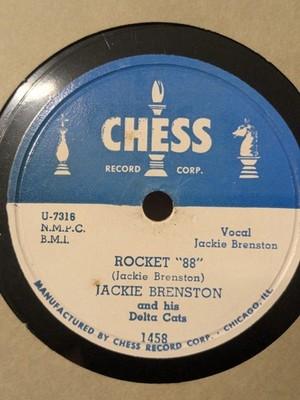 CHESS
RECORD CORP.
U-7316
N.M.P.C.
B.M.I.
Vocal
Jackie Brenston
ROCKET "88"
(Jackie Brenston)
JACKIE BRENSTON
and his
Delta Cats
1458
MANUFACTURED BY CHESS RECORD CORP. · CHICAGO, ILL.